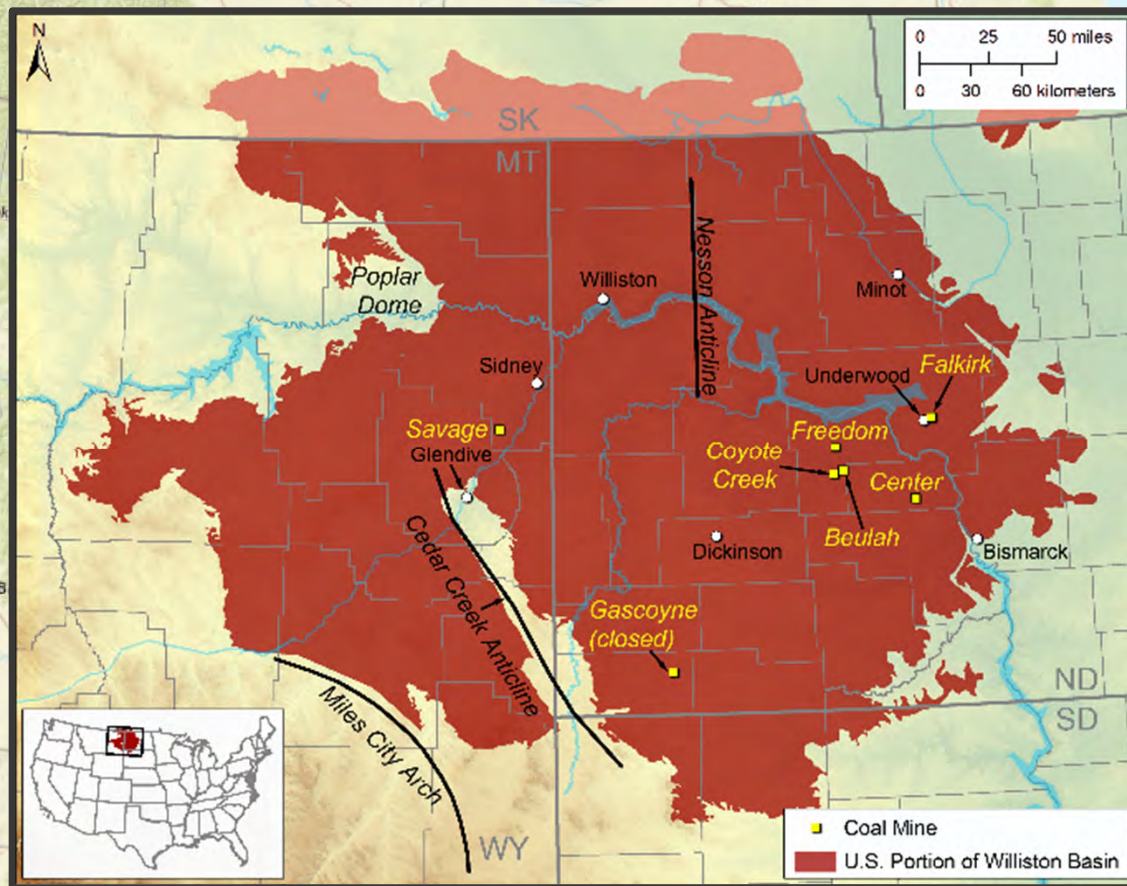 N
0 25 50 miles
0 30 60 kilometers
SK
MT
Nesson Anticline
Poplar
Dome
Williston
Minot
Sidney
Underwood
Falkirk
Savage
Glendive
Freedom
Coyote
Creek
Center
Beulah
Dickinson
Bismarck
Cedar Creek Anticline
Gascoyne
(closed)
Miles City Arch
ND
SD
WY
Coal Mine
U.S. Portion of Williston Basin